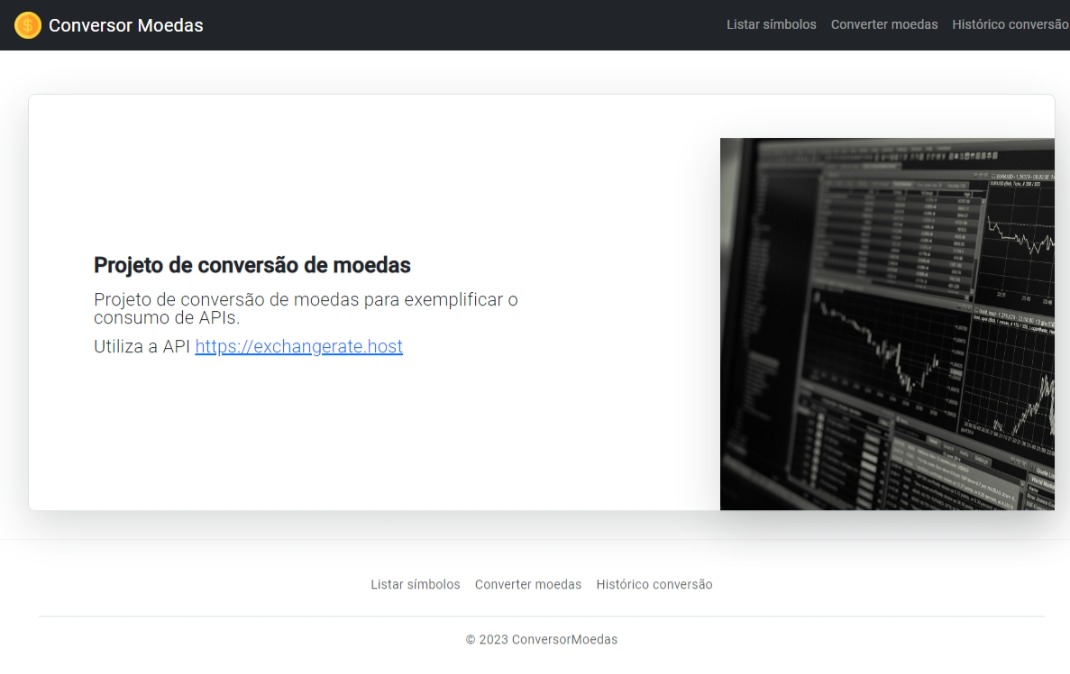 Conversor Moedas
Listar símbolos Converter moedas Histórico conversão
Projeto de conversão de moedas
Projeto de conversão de moedas para exemplificar o
consumo de APIs.
Utiliza a API https://exchangerate.host
Listar símbolos Converter moedas Histórico conversão
© 2023 ConversorMoedas